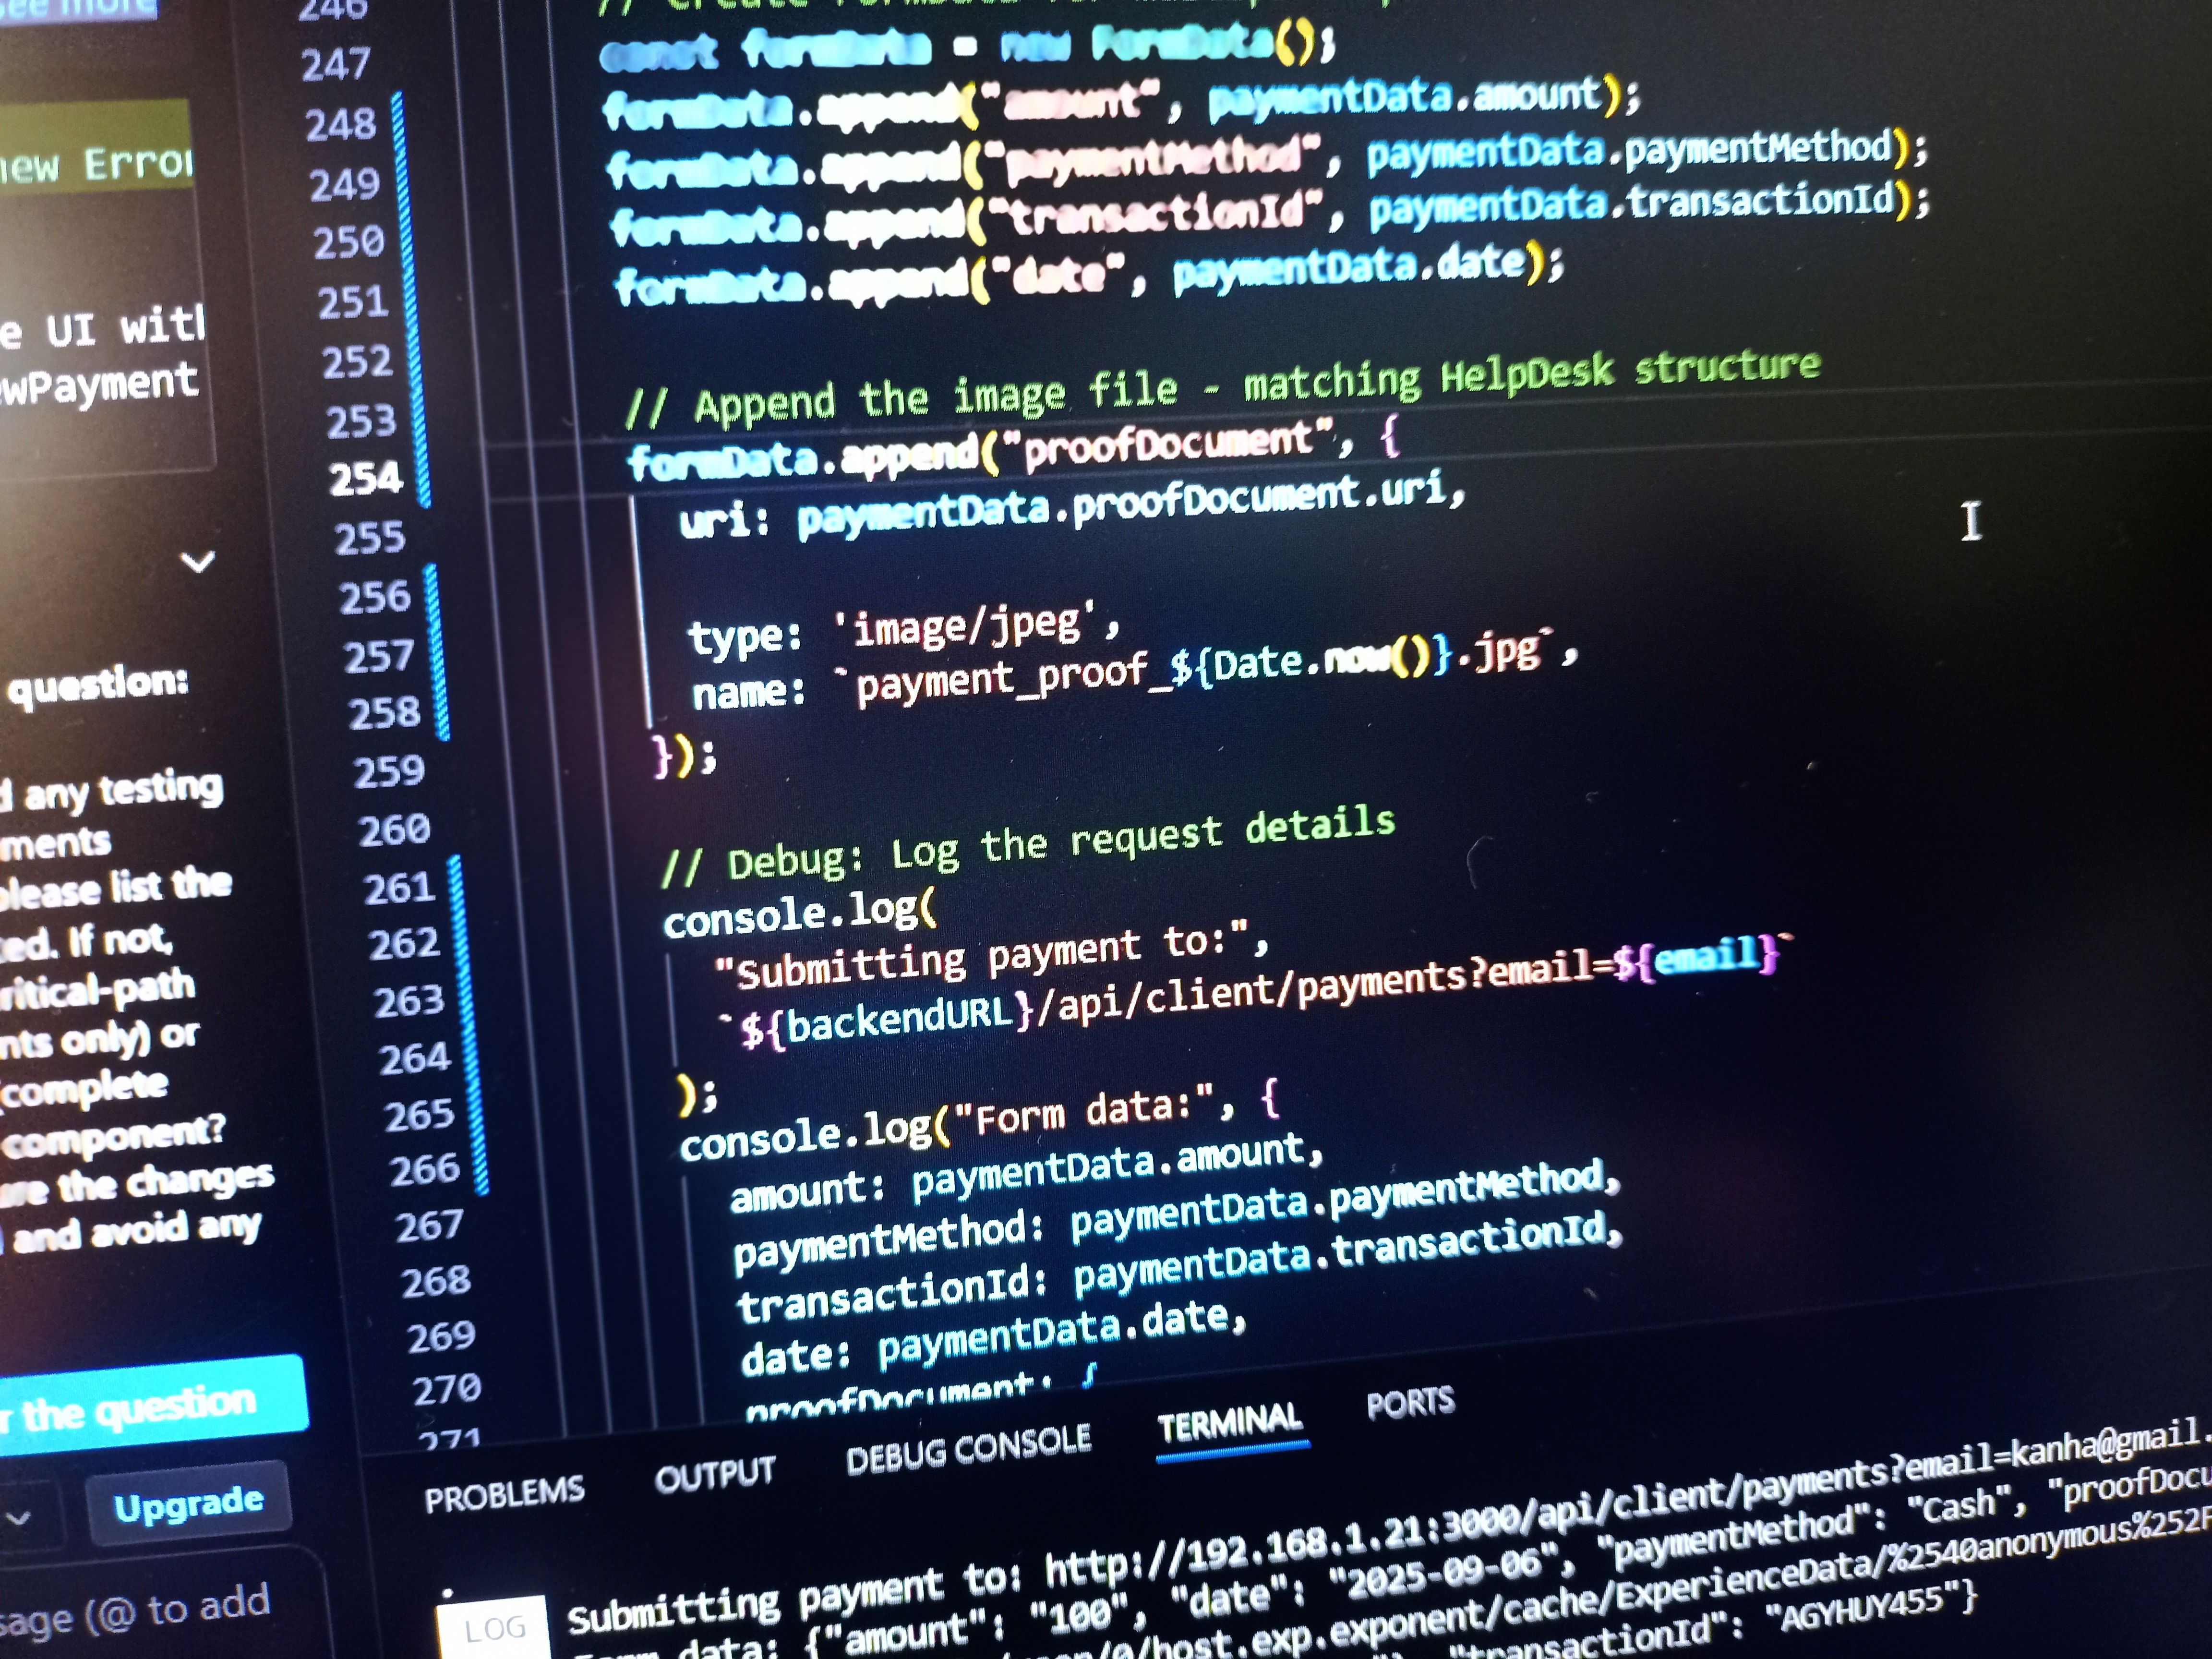 see more
new Error
e UI with
ewPayment
question:
d any testing
ments
please list the
ed. If not,
ritical-path
nts only) or
(complete
component?
ure the changes
and avoid any
r the question
Upgrade
sage (@ to add
246
247 const formData = new FormData();
248 formData.append("amount", paymentData.amount);
249 formData.append("paymentMethod", paymentData.paymentMethod);
250 formData.append("transactionId", paymentData.transactionId);
251 formData.append("date", paymentData.date);
252
253 // Append the image file - matching HelpDesk structure
254 formData.append("proofDocument", {
255 uri: paymentData.proofDocument.uri,
256
257 type: 'image/jpeg',
258 name: `payment_proof_${Date.now()}.jpg`,
259 });
260
261 // Debug: Log the request details
262 console.log(
263 "Submitting payment to:",
264 `${backendURL}/api/client/payments?email=${email}`
265 );
266 console.log("Form data:", {
267 amount: paymentData.amount,
268 paymentMethod: paymentData.paymentMethod,
269 transactionId: paymentData.transactionId,
270 date: paymentData.date,
271 proofDocument: {
PROBLEMS OUTPUT DEBUG CONSOLE TERMINAL PORTS
LOG Submitting payment to: http://192.168.1.21:3000/api/client/payments?email=kanha@gmail.
Form data: {"amount": "100", "date": "2025-09-06", "paymentMethod": "Cash", "proofDocu
/0/host.exp.exponent/cache/ExperienceData/%2540anonymous%252F
"transactionId": "AGYHUY455"}